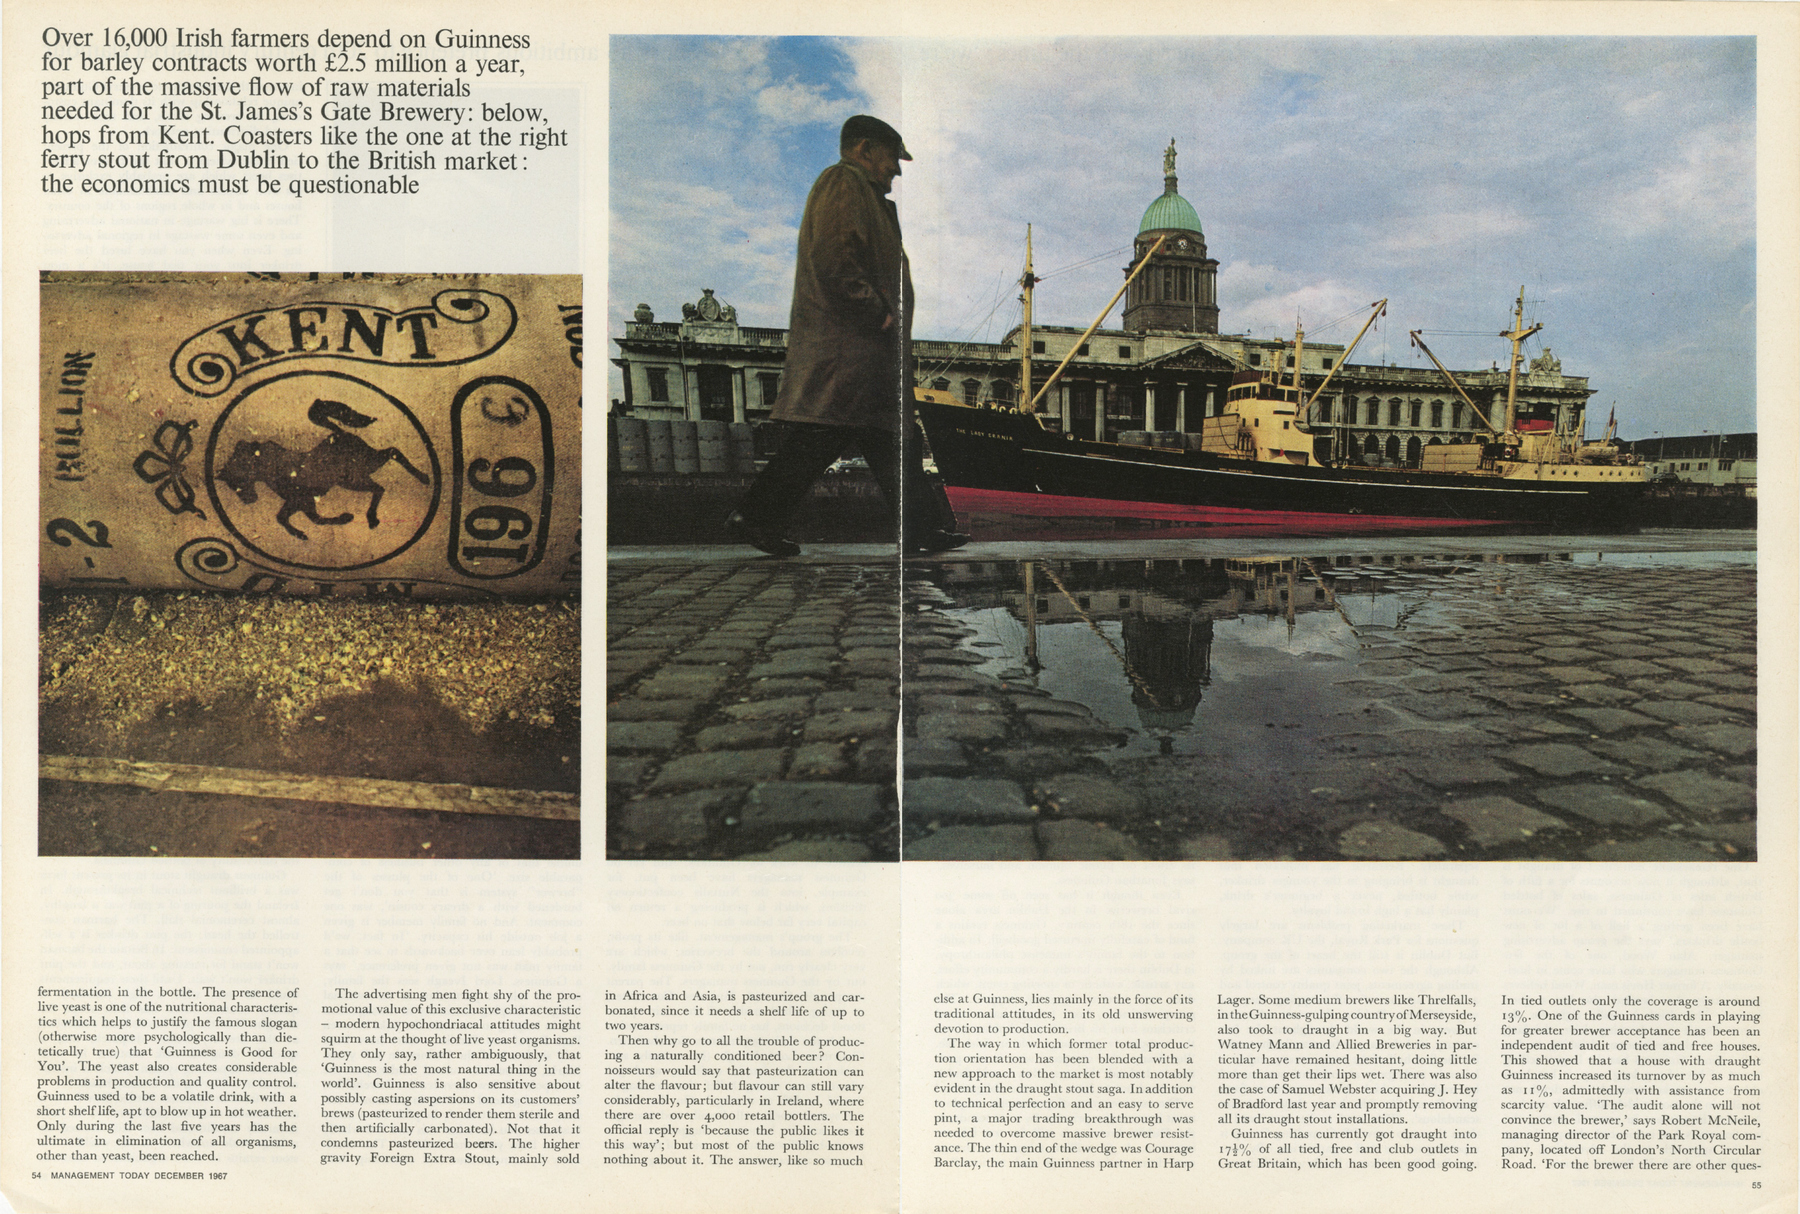 Over 16,000 Irish farmers depend on Guinness
for barley contracts worth £2.5 million a year,
part of the massive flow of raw materials
needed for the St. James's Gate Brewery: below,
hops from Kent. Coasters like the one at the right
ferry stout from Dublin to the British market:
the economics must be questionable
KENT
MILLION
1-2
196
THE LADY GRANIA
fermentation in the bottle. The presence of
live yeast is one of the nutritional characteris-
tics which helps to justify the famous slogan
(otherwise more psychologically than die-
tetically true) that 'Guinness is Good for
You'. The yeast also creates considerable
problems in production and quality control.
Guinness used to be a volatile drink, with a
short shelf life, apt to blow up in hot weather.
Only during the last five years has the
ultimate in elimination of all organisms,
other than yeast, been reached.
The advertising men fight shy of the pro-
motional value of this exclusive characteristic
– modern hypochondriacal attitudes might
squirm at the thought of live yeast organisms.
They only say, rather ambiguously, that
'Guinness is the most natural thing in the
world'. Guinness is also sensitive about
possibly casting aspersions on its customers'
brews (pasteurized to render them sterile and
then artificially carbonated). Not that it
condemns pasteurized beers. The higher
gravity Foreign Extra Stout, mainly sold
in Africa and Asia, is pasteurized and car-
bonated, since it needs a shelf life of up to
two years.
Then why go to all the trouble of produc-
ing a naturally conditioned beer? Con-
noisseurs would say that pasteurization can
alter the flavour; but flavour can still vary
considerably, particularly in Ireland, where
there are over 4,000 retail bottlers. The
official reply is 'because the public likes it
this way'; but most of the public knows
nothing about it. The answer, like so much
else at Guinness, lies mainly in the force of its
traditional attitudes, in its old unswerving
devotion to production.
The way in which former total produc-
tion orientation has been blended with a
new approach to the market is most notably
evident in the draught stout saga. In addition
to technical perfection and an easy to serve
pint, a major trading breakthrough was
needed to overcome massive brewer resist-
ance. The thin end of the wedge was Courage
Barclay, the main Guinness partner in Harp
Lager. Some medium brewers like Threlfalls,
in the Guinness-gulping country of Merseyside,
also took to draught in a big way. But
Watney Mann and Allied Breweries in par-
ticular have remained hesitant, doing little
more than get their lips wet. There was also
the case of Samuel Webster acquiring J. Hey
of Bradford last year and promptly removing
all its draught stout installations.
Guinness has currently got draught into
17½% of all tied, free and club outlets in
Great Britain, which has been good going.
In tied outlets only the coverage is around
13%. One of the Guinness cards in playing
for greater brewer acceptance has been an
independent audit of tied and free houses.
This showed that a house with draught
Guinness increased its turnover by as much
as 11%, admittedly with assistance from
scarcity value. 'The audit alone will not
convince the brewer,' says Robert McNeile,
managing director of the Park Royal com-
pany, located off London's North Circular
Road. 'For the brewer there are other ques-
54 MANAGEMENT TODAY DECEMBER 1967
55